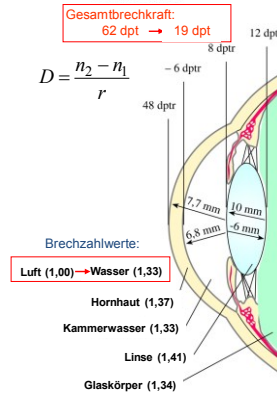 Gesamtbrechkraft:
62 dpt → 19 dpt
12 dpt
8 dptr
– 6 dptr
D = (n₂ – n₁) / r
48 dptr
7,7 mm
10 mm
6,8 mm
-6 mm
Brechzahlwerte:
Luft (1,00) → Wasser (1,33)
Hornhaut (1,37)
Kammerwasser (1,33)
Linse (1,41)
Glaskörper (1,34)